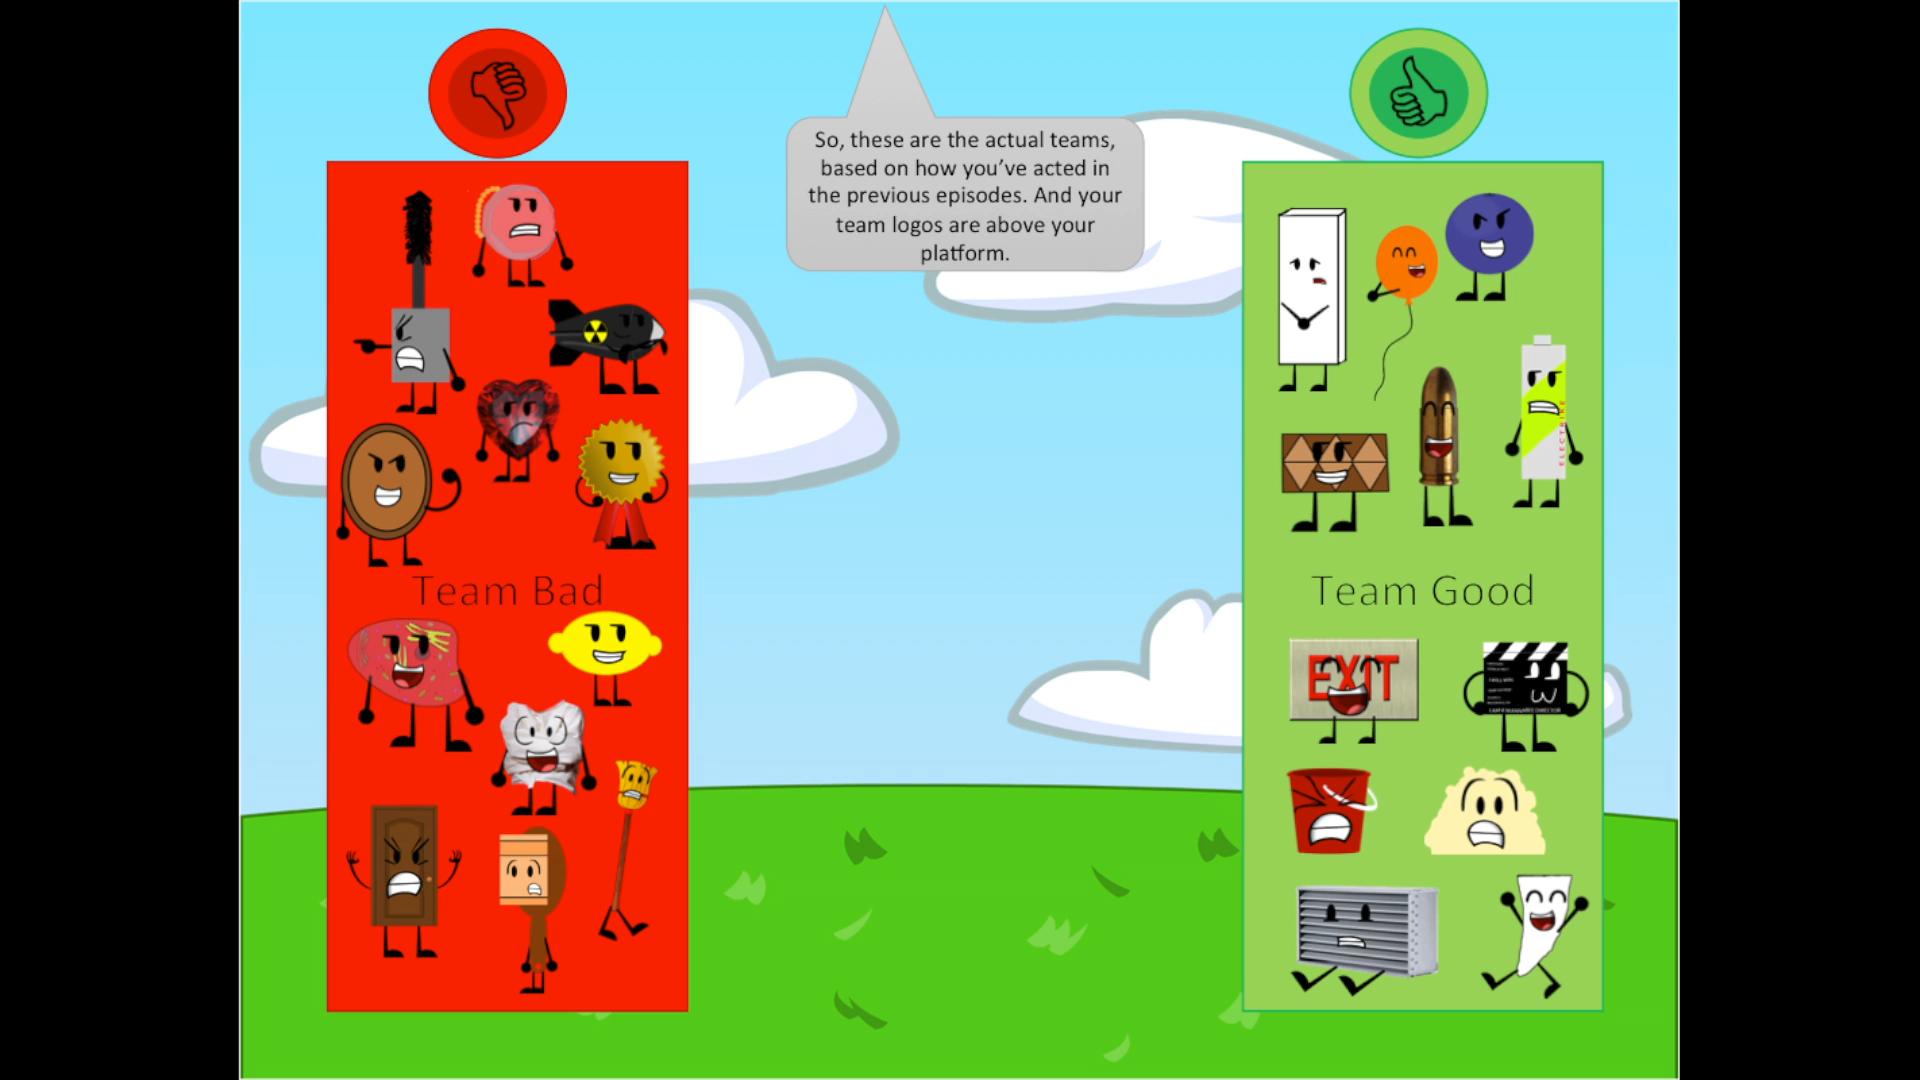 So, these are the actual teams,
based on how you’ve acted in
the previous episodes. And your
team logos are above your
platform.
Team Bad
Team Good
ELECTRIKE
EXIT